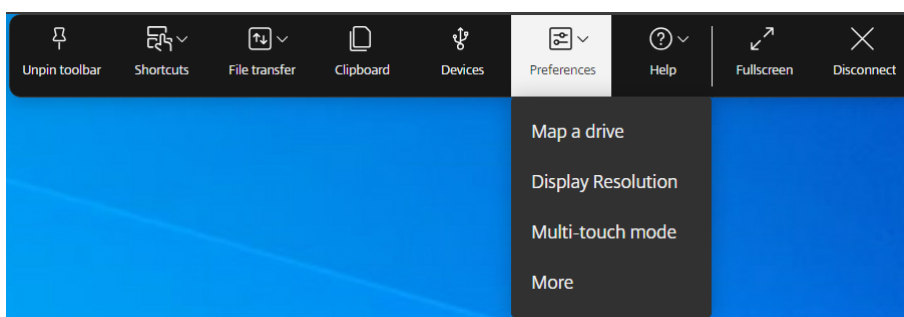 Unpin toolbar
Shortcuts
File transfer
Clipboard
Devices
Preferences
Help
Fullscreen
Disconnect
Map a drive
Display Resolution
Multi-touch mode
More